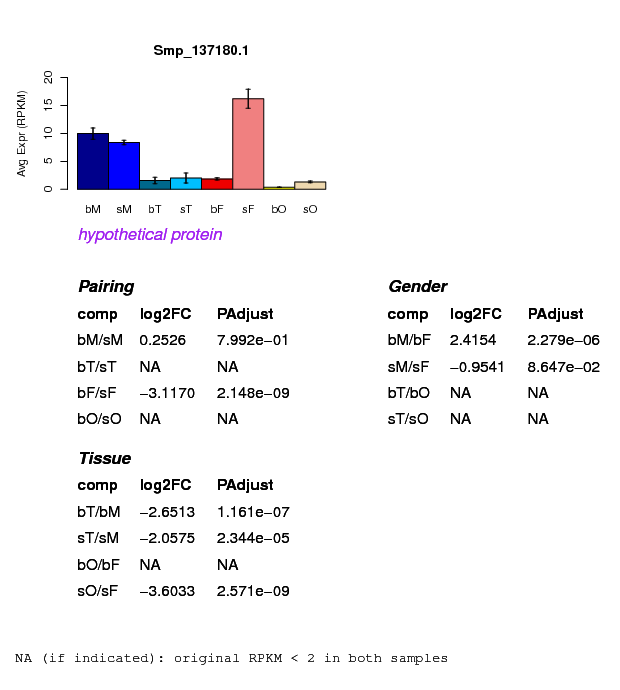 Smp_137180.1
Avg Expr (RPKM)
20
15
10
5
0
bM sM bT sT bF sF bO sO
hypothetical protein
Pairing
comp log2FC PAdjust
bM/sM 0.2526 7.992e−01
bT/sT NA NA
bF/sF −3.1170 2.148e−09
bO/sO NA NA
Gender
comp log2FC PAdjust
bM/bF 2.4154 2.279e−06
sM/sF −0.9541 8.647e−02
bT/bO NA NA
sT/sO NA NA
Tissue
comp log2FC PAdjust
bT/bM −2.6513 1.161e−07
sT/sM −2.0575 2.344e−05
bO/bF NA NA
sO/sF −3.6033 2.571e−09
NA (if indicated): original RPKM < 2 in both samples